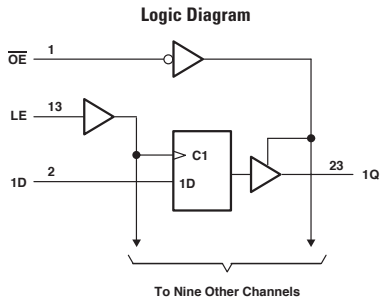 Logic Diagram
OE 1
LE 13
C1
1D 2 1D 23 1Q
To Nine Other Channels